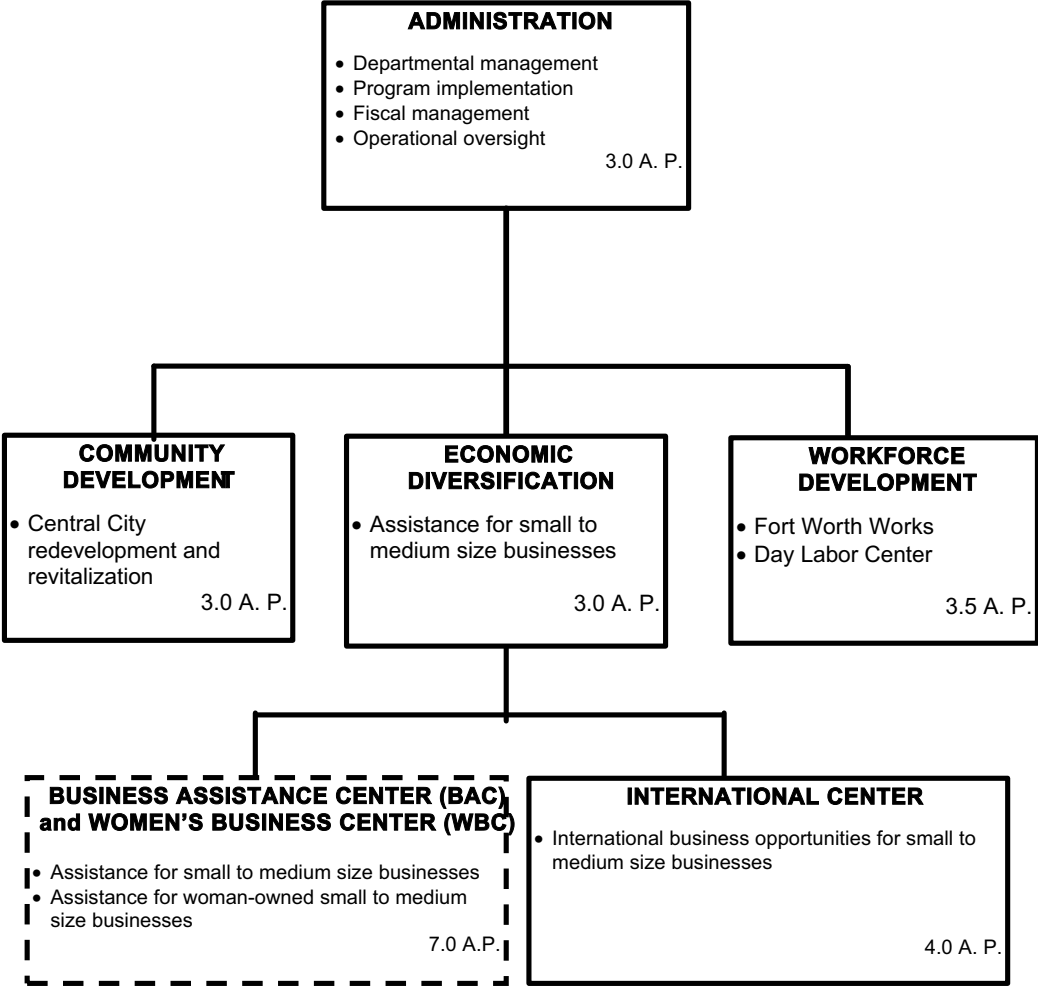 ADMINISTRATION
• Departmental management
• Program implementation
• Fiscal management
• Operational oversight
3.0 A. P.
COMMUNITY
DEVELOPMENT
• Central City
redevelopment and
revitalization
3.0 A. P.
ECONOMIC
DIVERSIFICATION
• Assistance for small to
medium size businesses
3.0 A. P.
WORKFORCE
DEVELOPMENT
• Fort Worth Works
• Day Labor Center
3.5 A. P.
BUSINESS ASSISTANCE CENTER (BAC)
and WOMEN’S BUSINESS CENTER (WBC)
• Assistance for small to medium size businesses
• Assistance for woman-owned small to medium
size businesses
7.0 A.P.
INTERNATIONAL CENTER
• International business opportunities for small to
medium size businesses
4.0 A. P.